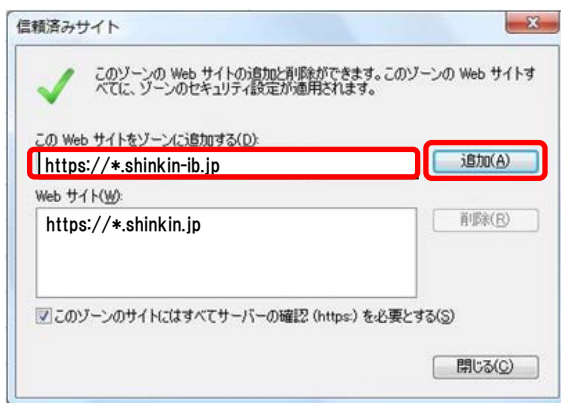 信頼済みサイト
このゾーンの Web サイトの追加と削除ができます。このゾーンの Web サイトす
べてに、ゾーンのセキュリティ設定が適用されます。
この Web サイトをゾーンに追加する(D):
https://*.shinkin-ib.jp
追加(A)
Web サイト(W):
https://*.shinkin.jp
削除(R)
このゾーンのサイトにはすべてサーバーの確認 (https:) を必要とする(S)
閉じる(C)